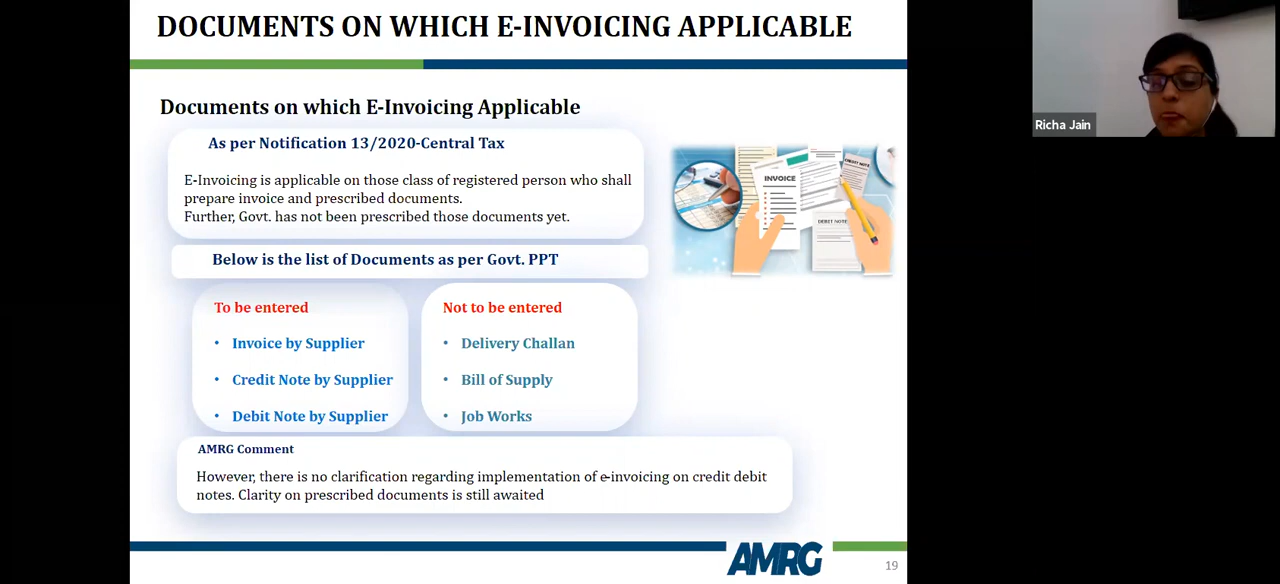 DOCUMENTS ON WHICH E-INVOICING APPLICABLE
Documents on which E-Invoicing Applicable
As per Notification 13/2020-Central Tax
E-Invoicing is applicable on those class of registered person who shall
prepare invoice and prescribed documents.
Further, Govt. has not been prescribed those documents yet.
INVOICE
CREDIT NOTE
DEBIT NOTE
Below is the list of Documents as per Govt. PPT
To be entered
• Invoice by Supplier
• Credit Note by Supplier
• Debit Note by Supplier
Not to be entered
• Delivery Challan
• Bill of Supply
• Job Works
AMRG Comment
However, there is no clarification regarding implementation of e-invoicing on credit debit
notes. Clarity on prescribed documents is still awaited
AMRG
19
Richa Jain